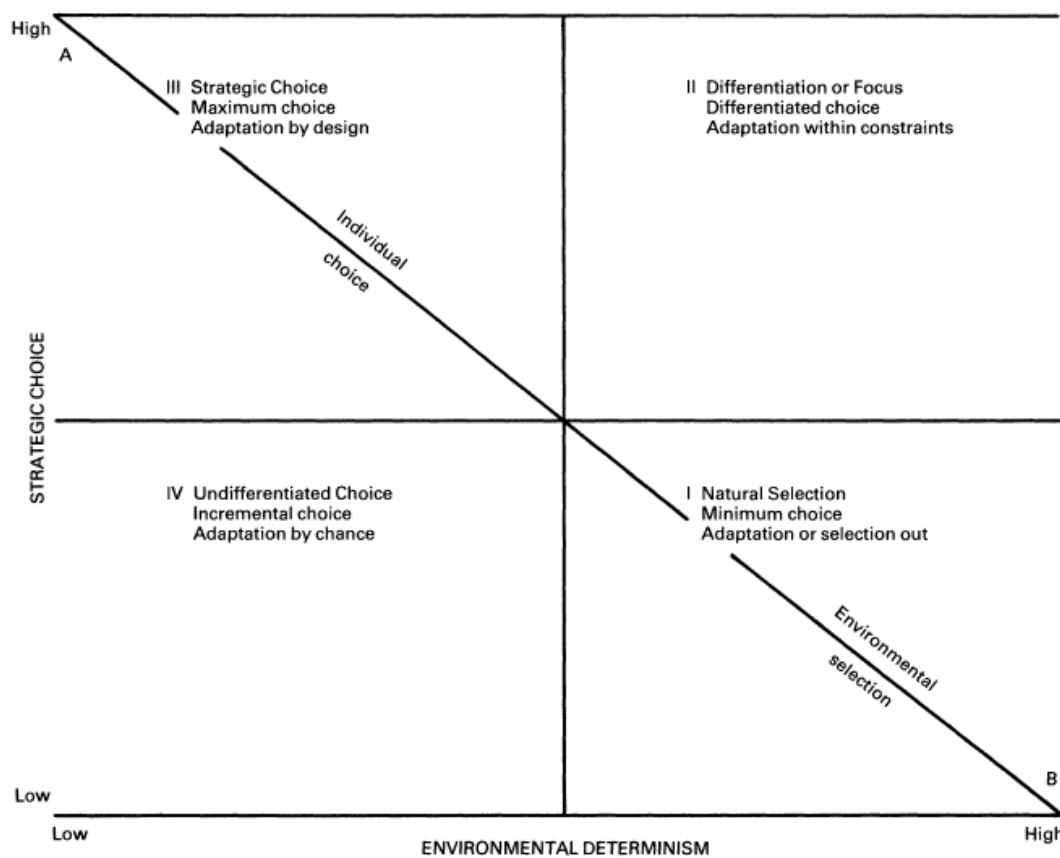 High
A
III Strategic Choice
Maximum choice
Adaptation by design
II Differentiation or Focus
Differentiated choice
Adaptation within constraints
Individual
choice
STRATEGIC CHOICE
IV Undifferentiated Choice
Incremental choice
Adaptation by chance
I Natural Selection
Minimum choice
Adaptation or selection out
Environmental
selection
B
Low
Low
High
ENVIRONMENTAL DETERMINISM